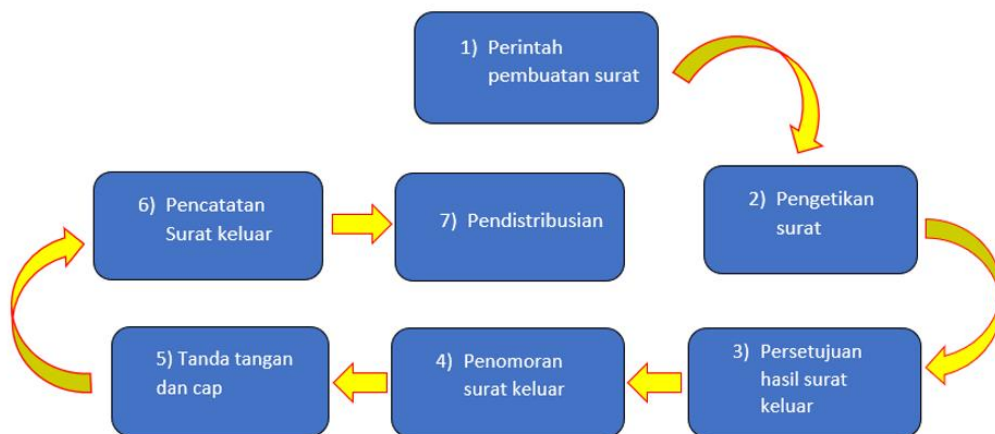 1) Perintah
pembuatan surat
2) Pengetikan
surat
3) Persetujuan
hasil surat
keluar
4) Penomoran
surat keluar
5) Tanda tangan
dan cap
6) Pencatatan
Surat keluar
7) Pendistribusian